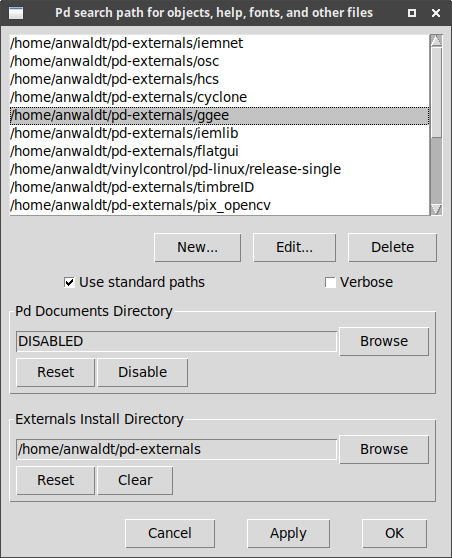 Pd search path for objects, help, fonts, and other files
/home/anwaldt/pd-externals/iemnet
/home/anwaldt/pd-externals/osc
/home/anwaldt/pd-externals/hcs
/home/anwaldt/pd-externals/cyclone
/home/anwaldt/pd-externals/ggee
/home/anwaldt/pd-externals/iemlib
/home/anwaldt/pd-externals/flatgui
/home/anwaldt/vinylcontrol/pd-linux/release-single
/home/anwaldt/pd-externals/timbreID
/home/anwaldt/pd-externals/pix_opencv
New... Edit... Delete
Use standard paths Verbose
Pd Documents Directory
DISABLED Browse
Reset Disable
Externals Install Directory
/home/anwaldt/pd-externals Browse
Reset Clear
Cancel Apply OK